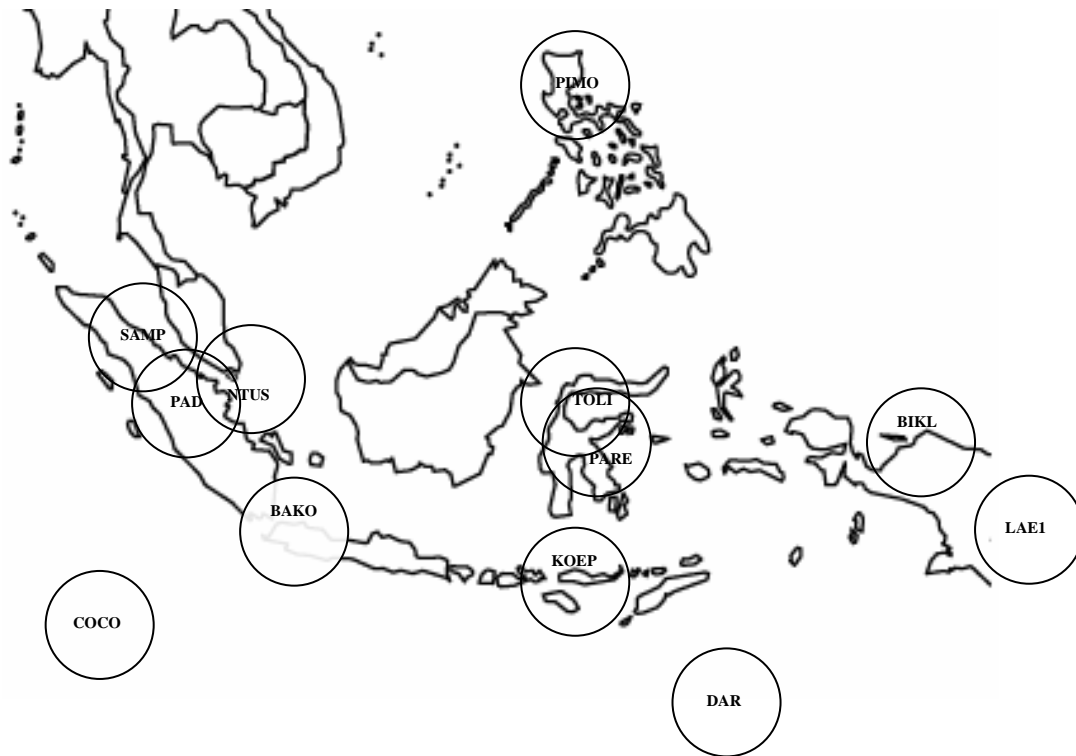 PIMO
SAMP
NTUS
PAD
TOLI
BIKL
PARE
BAKO
LAE1
KOEP
COCO
DAR